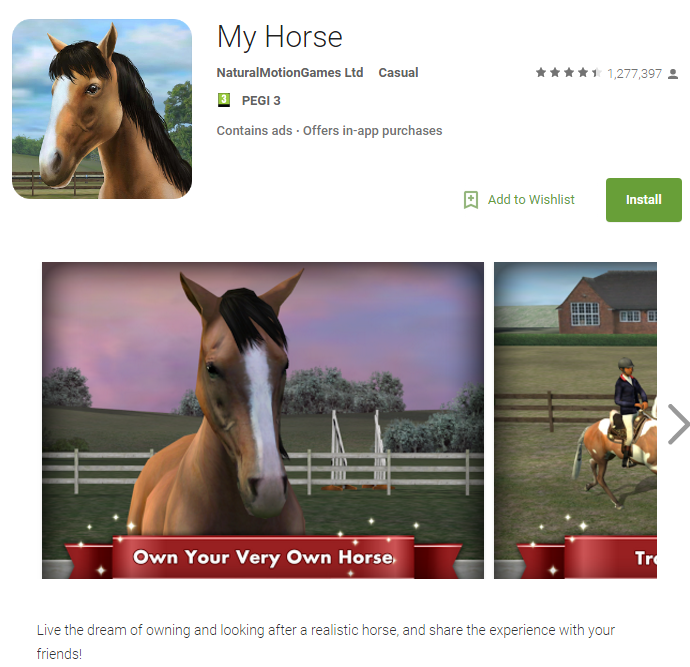 My Horse
NaturalMotionGames Ltd Casual
1,277,397
3 PEGI 3
Contains ads · Offers in-app purchases
Add to Wishlist
Install
Own Your Very Own Horse
Live the dream of owning and looking after a realistic horse, and share the experience with your
friends!